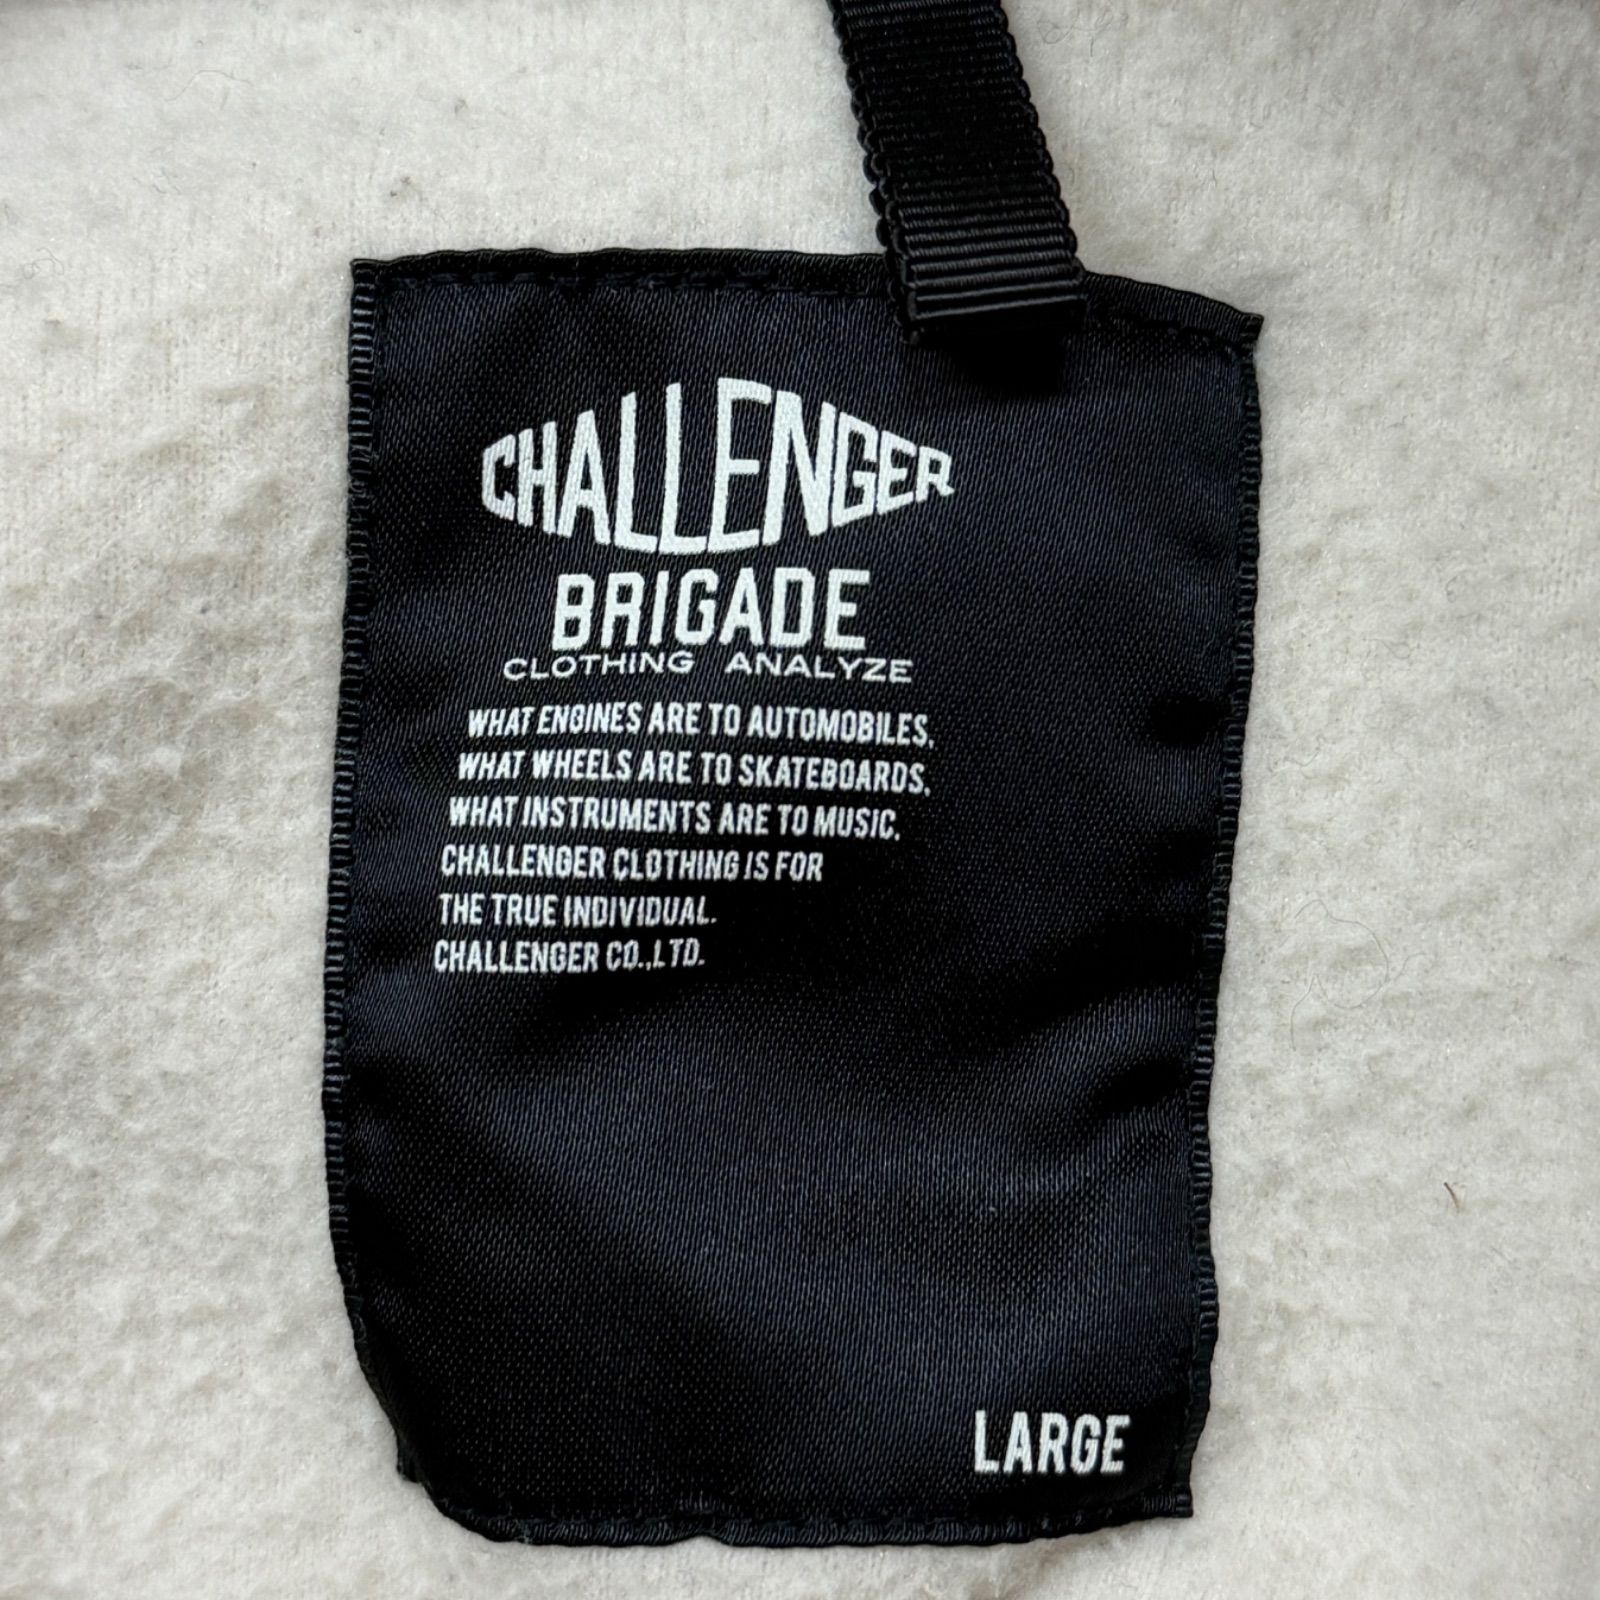 CHALLENGER
BRIGADE
CLOTHING ANALYZE
WHAT ENGINES ARE TO AUTOMOBILES,
WHAT WHEELS ARE TO SKATEBOARDS,
WHAT INSTRUMENTS ARE TO MUSIC,
CHALLENGER CLOTHING IS FOR
THE TRUE INDIVIDUAL.
CHALLENGER CO.,LTD.
LARGE